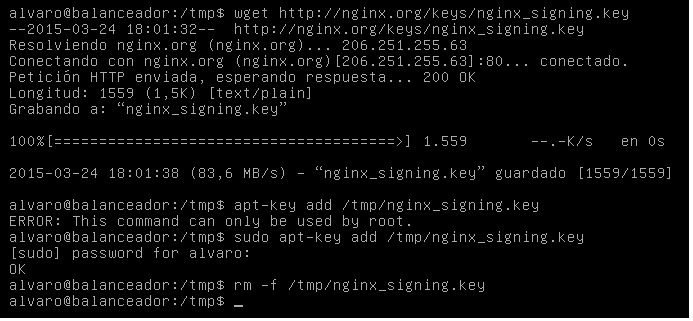 alvaro@balanceador:/tmp$ wget http://nginx.org/keys/nginx_signing.key
--2015-03-24 18:01:32--  http://nginx.org/keys/nginx_signing.key
Resolviendo nginx.org (nginx.org)... 206.251.255.63
Conectando con nginx.org (nginx.org)[206.251.255.63]:80... conectado.
Petición HTTP enviada, esperando respuesta... 200 OK
Longitud: 1559 (1,5K) [text/plain]
Grabando a: “nginx_signing.key”
100%[======================================>] 1.559       --.-K/s   en 0s
2015-03-24 18:01:38 (83,6 MB/s) - “nginx_signing.key” guardado [1559/1559]
alvaro@balanceador:/tmp$ apt-key add /tmp/nginx_signing.key
ERROR: This command can only be used by root.
alvaro@balanceador:/tmp$ sudo apt-key add /tmp/nginx_signing.key
[sudo] password for alvaro:
OK
alvaro@balanceador:/tmp$ rm -f /tmp/nginx_signing.key
alvaro@balanceador:/tmp$ _